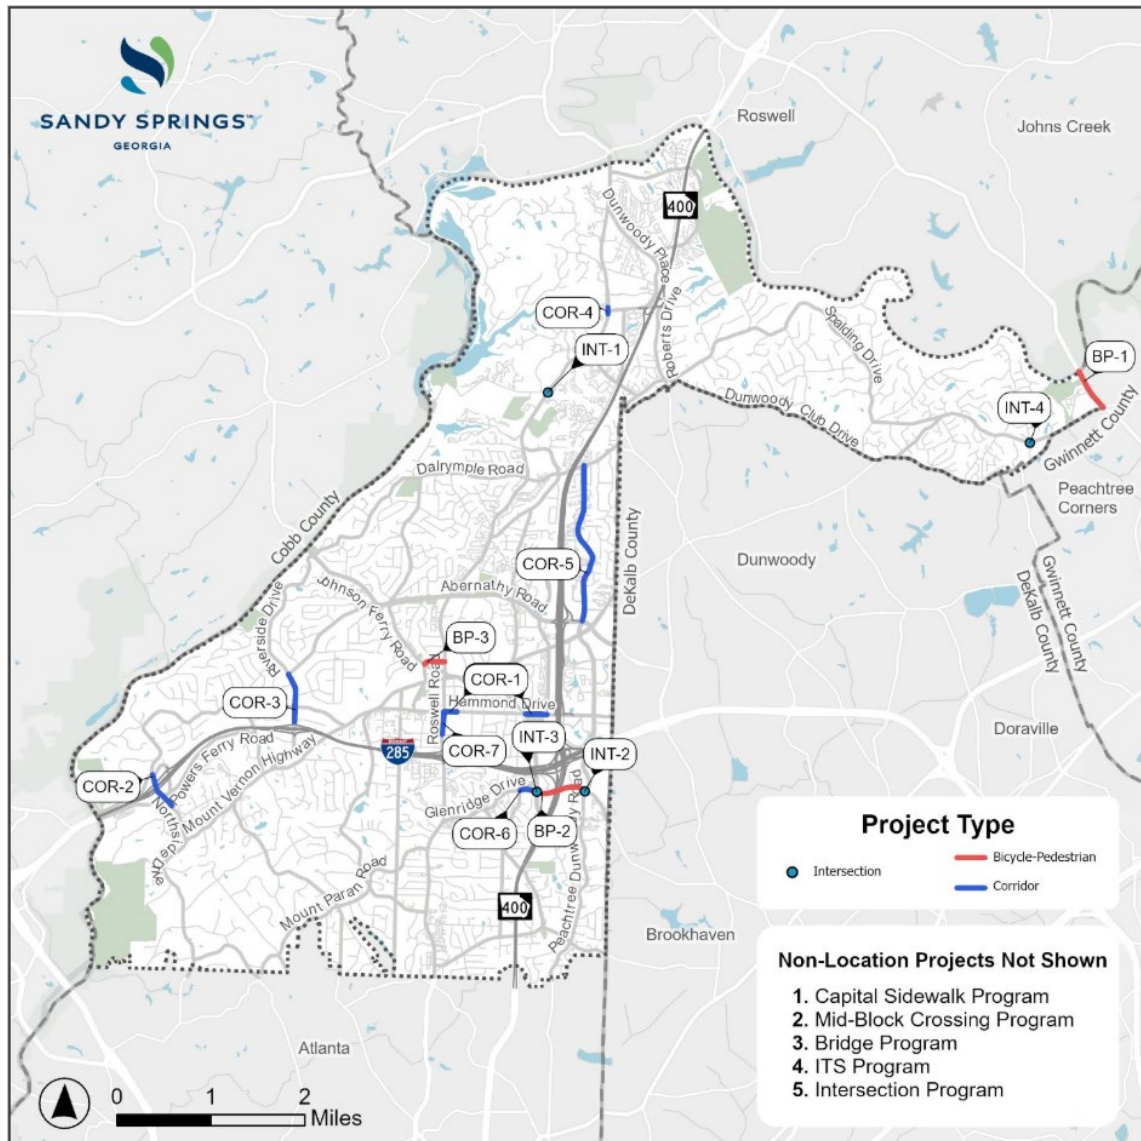 SANDY SPRINGS™
GEORGIA
Roswell
Johns Creek
400
Dunwoody Place
Roberts Drive
COR-4
INT-1
Spalding Drive
BP-1
INT-4
Dunwoody Club Drive
Gwinnett County
Peachtree
Corners
Dalrymple Road
Cobb County
COR-5
DeKalb County
Dunwoody
Gwinnett County
DeKalb County
Johnson Ferry Road
Abernathy Road
Riverside Drive
BP-3
COR-1
Roswell Road
Hammond Drive
COR-3
INT-3
INT-2
COR-7
Doraville
INTERSTATE
285
Powers Ferry Road
Mount Vernon Highway
COR-2
Northside Drive
Glenridge Drive
COR-6
BP-2
Peachtree Dunwoody Road
Mount Paran Road
400
Brookhaven
Atlanta
Project Type
Intersection
Bicycle-Pedestrian
Corridor
Non-Location Projects Not Shown
1. Capital Sidewalk Program
2. Mid-Block Crossing Program
3. Bridge Program
4. ITS Program
5. Intersection Program
0 1 2
Miles